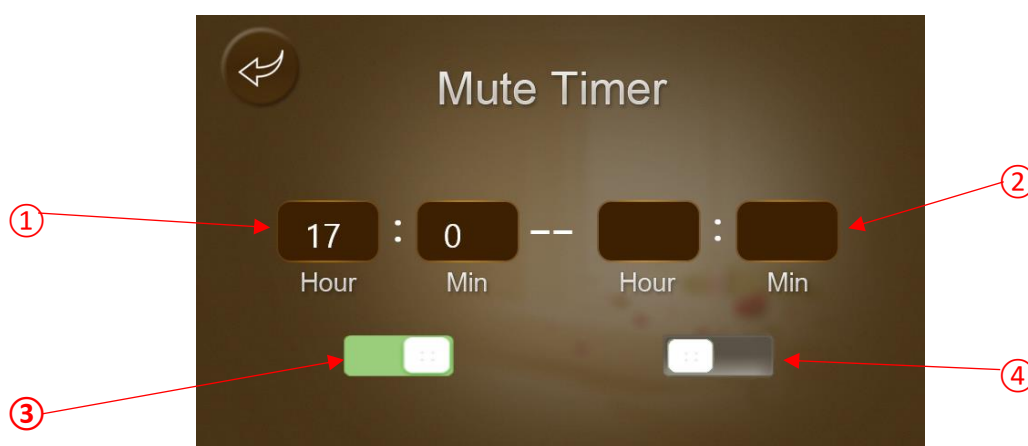 Mute Timer
②
①
17 : 0 -- :
Hour Min Hour Min
④
③